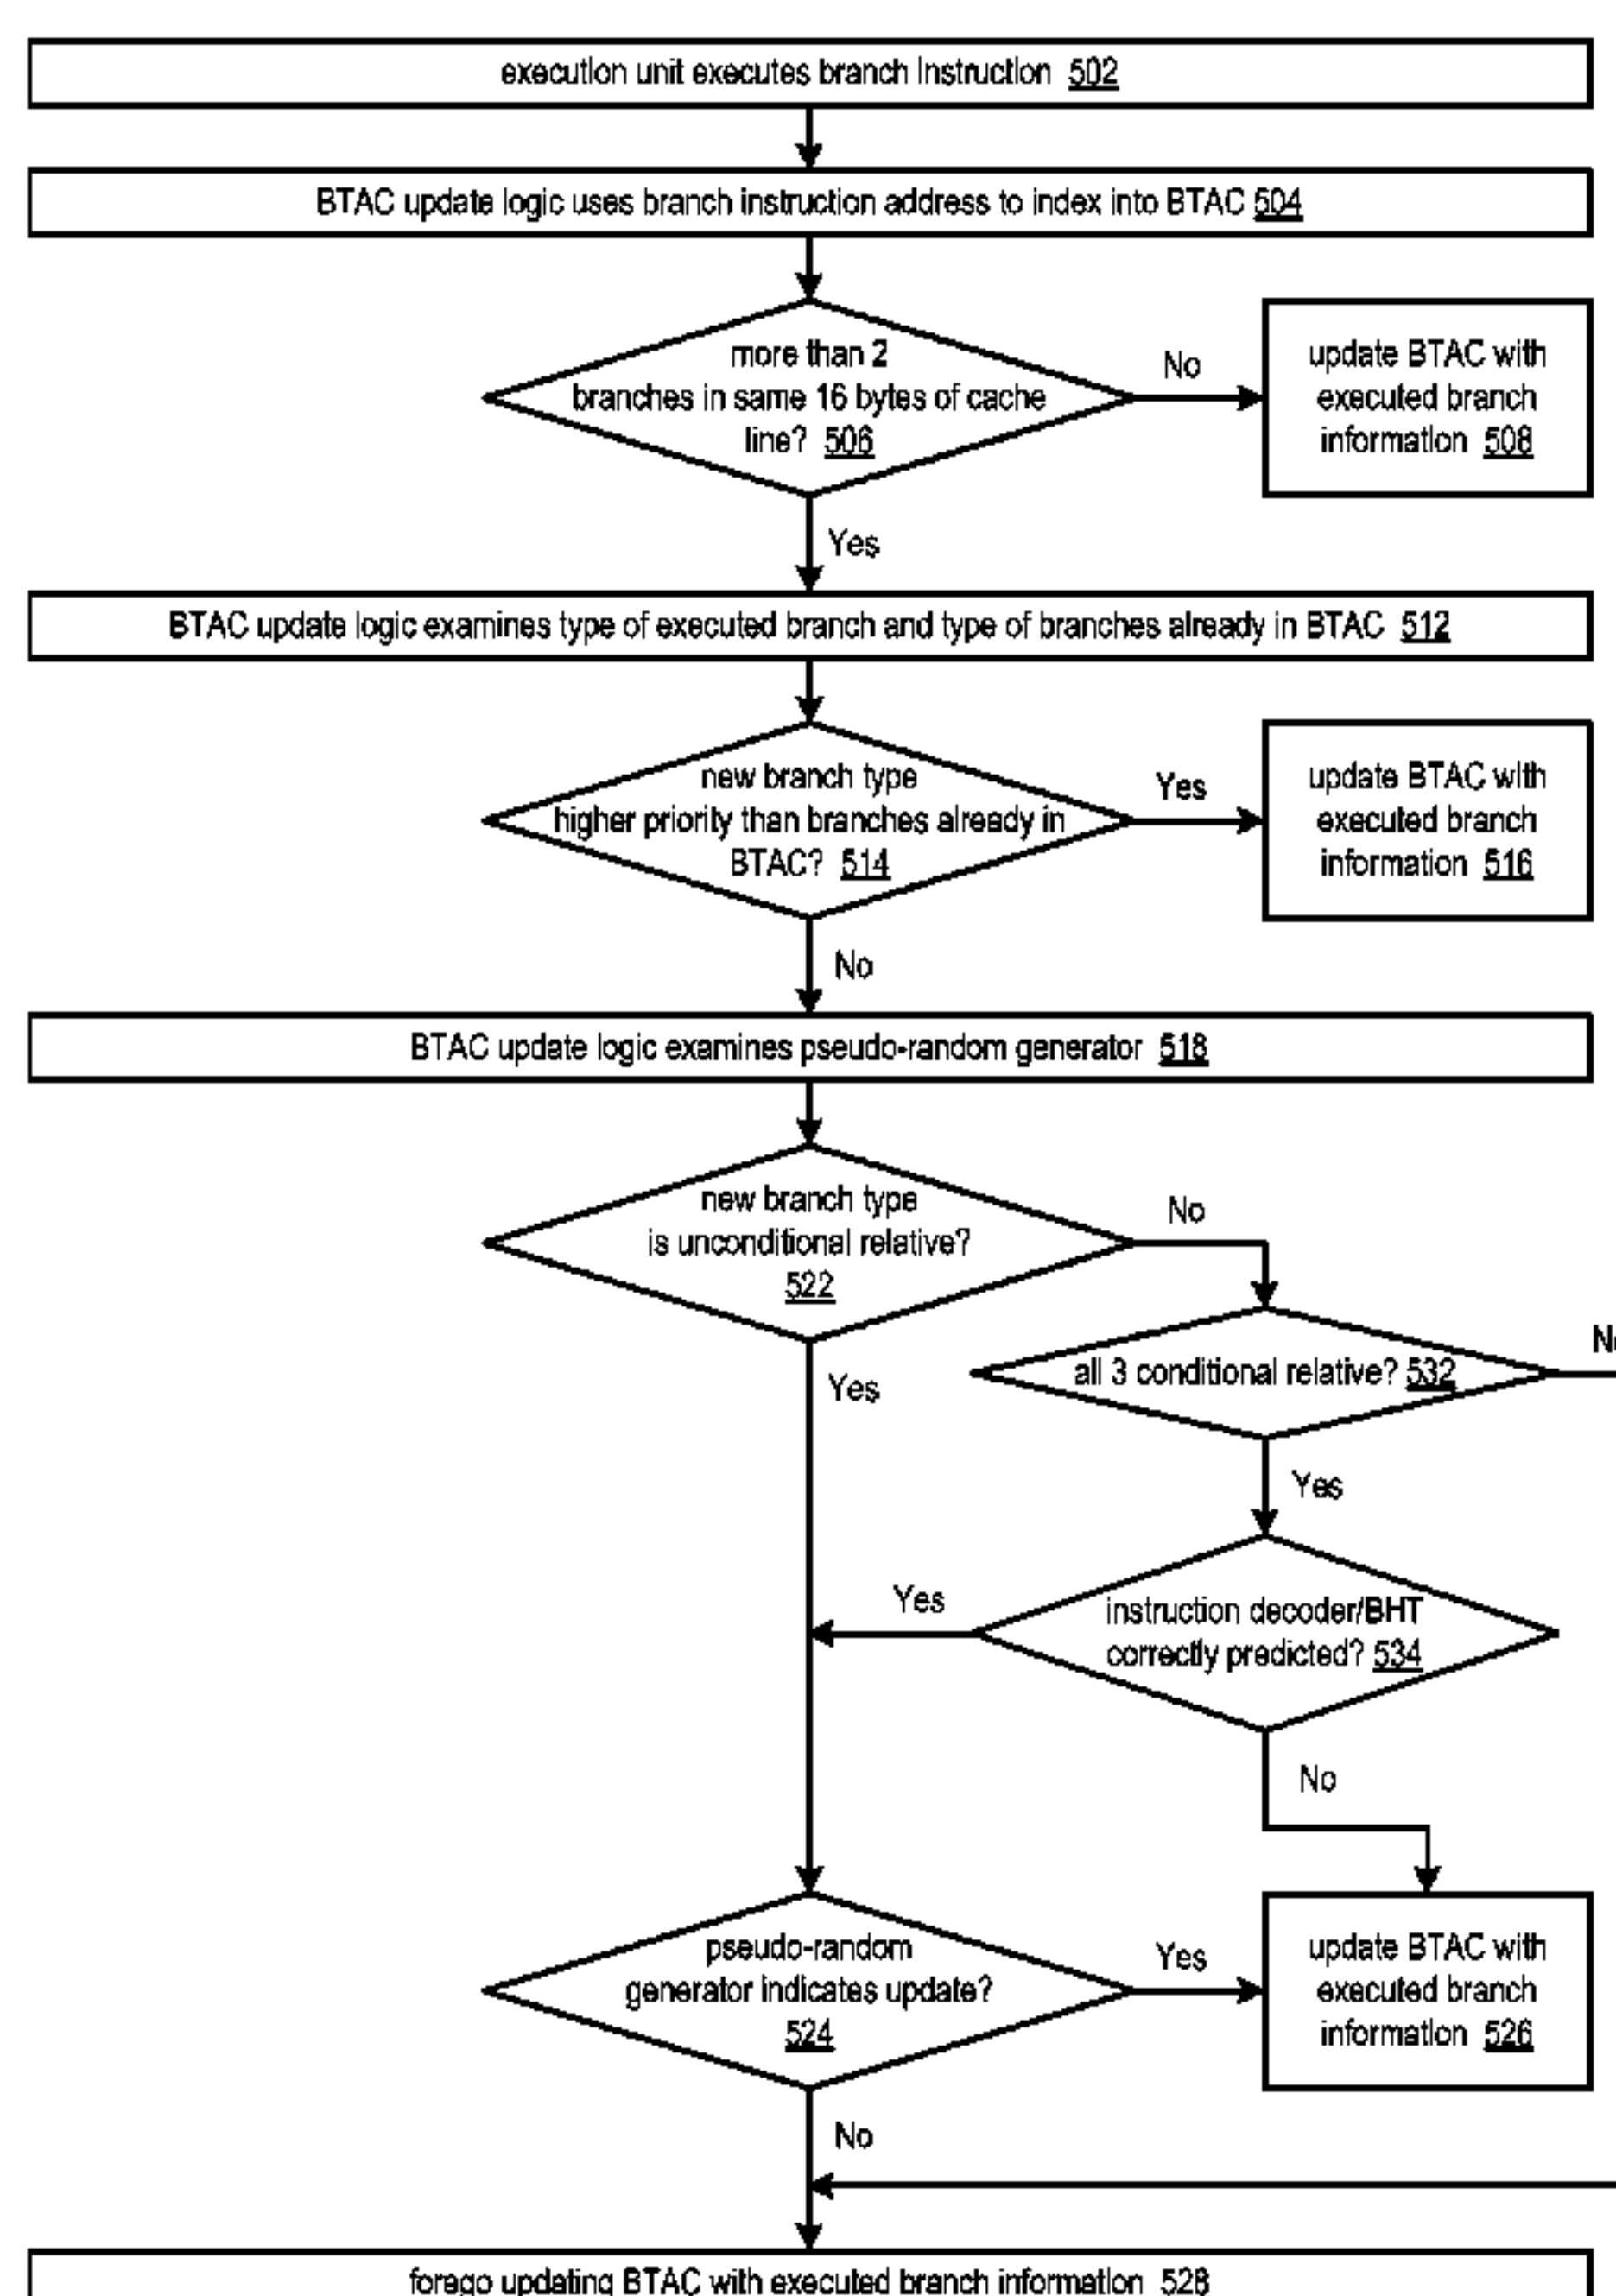 execution unit executes branch instruction 502
BTAC update logic uses branch instruction address to index into BTAC 504
more than 2
branches in same 16 bytes of cache
line? 506
No
update BTAC with
executed branch
information 508
Yes
BTAC update logic examines type of executed branch and type of branches already in BTAC 512
new branch type
higher priority than branches already in
BTAC? 514
Yes
update BTAC with
executed branch
information 516
No
BTAC update logic examines pseudo-random generator 518
new branch type
is unconditional relative?
522
No
Yes
all 3 conditional relative? 532
Yes
instruction decoder/BHT
correctly predicted? 534
Yes
No
pseudo-random
generator indicates update?
524
Yes
update BTAC with
executed branch
information 526
No
forego updating BTAC with executed branch information 528